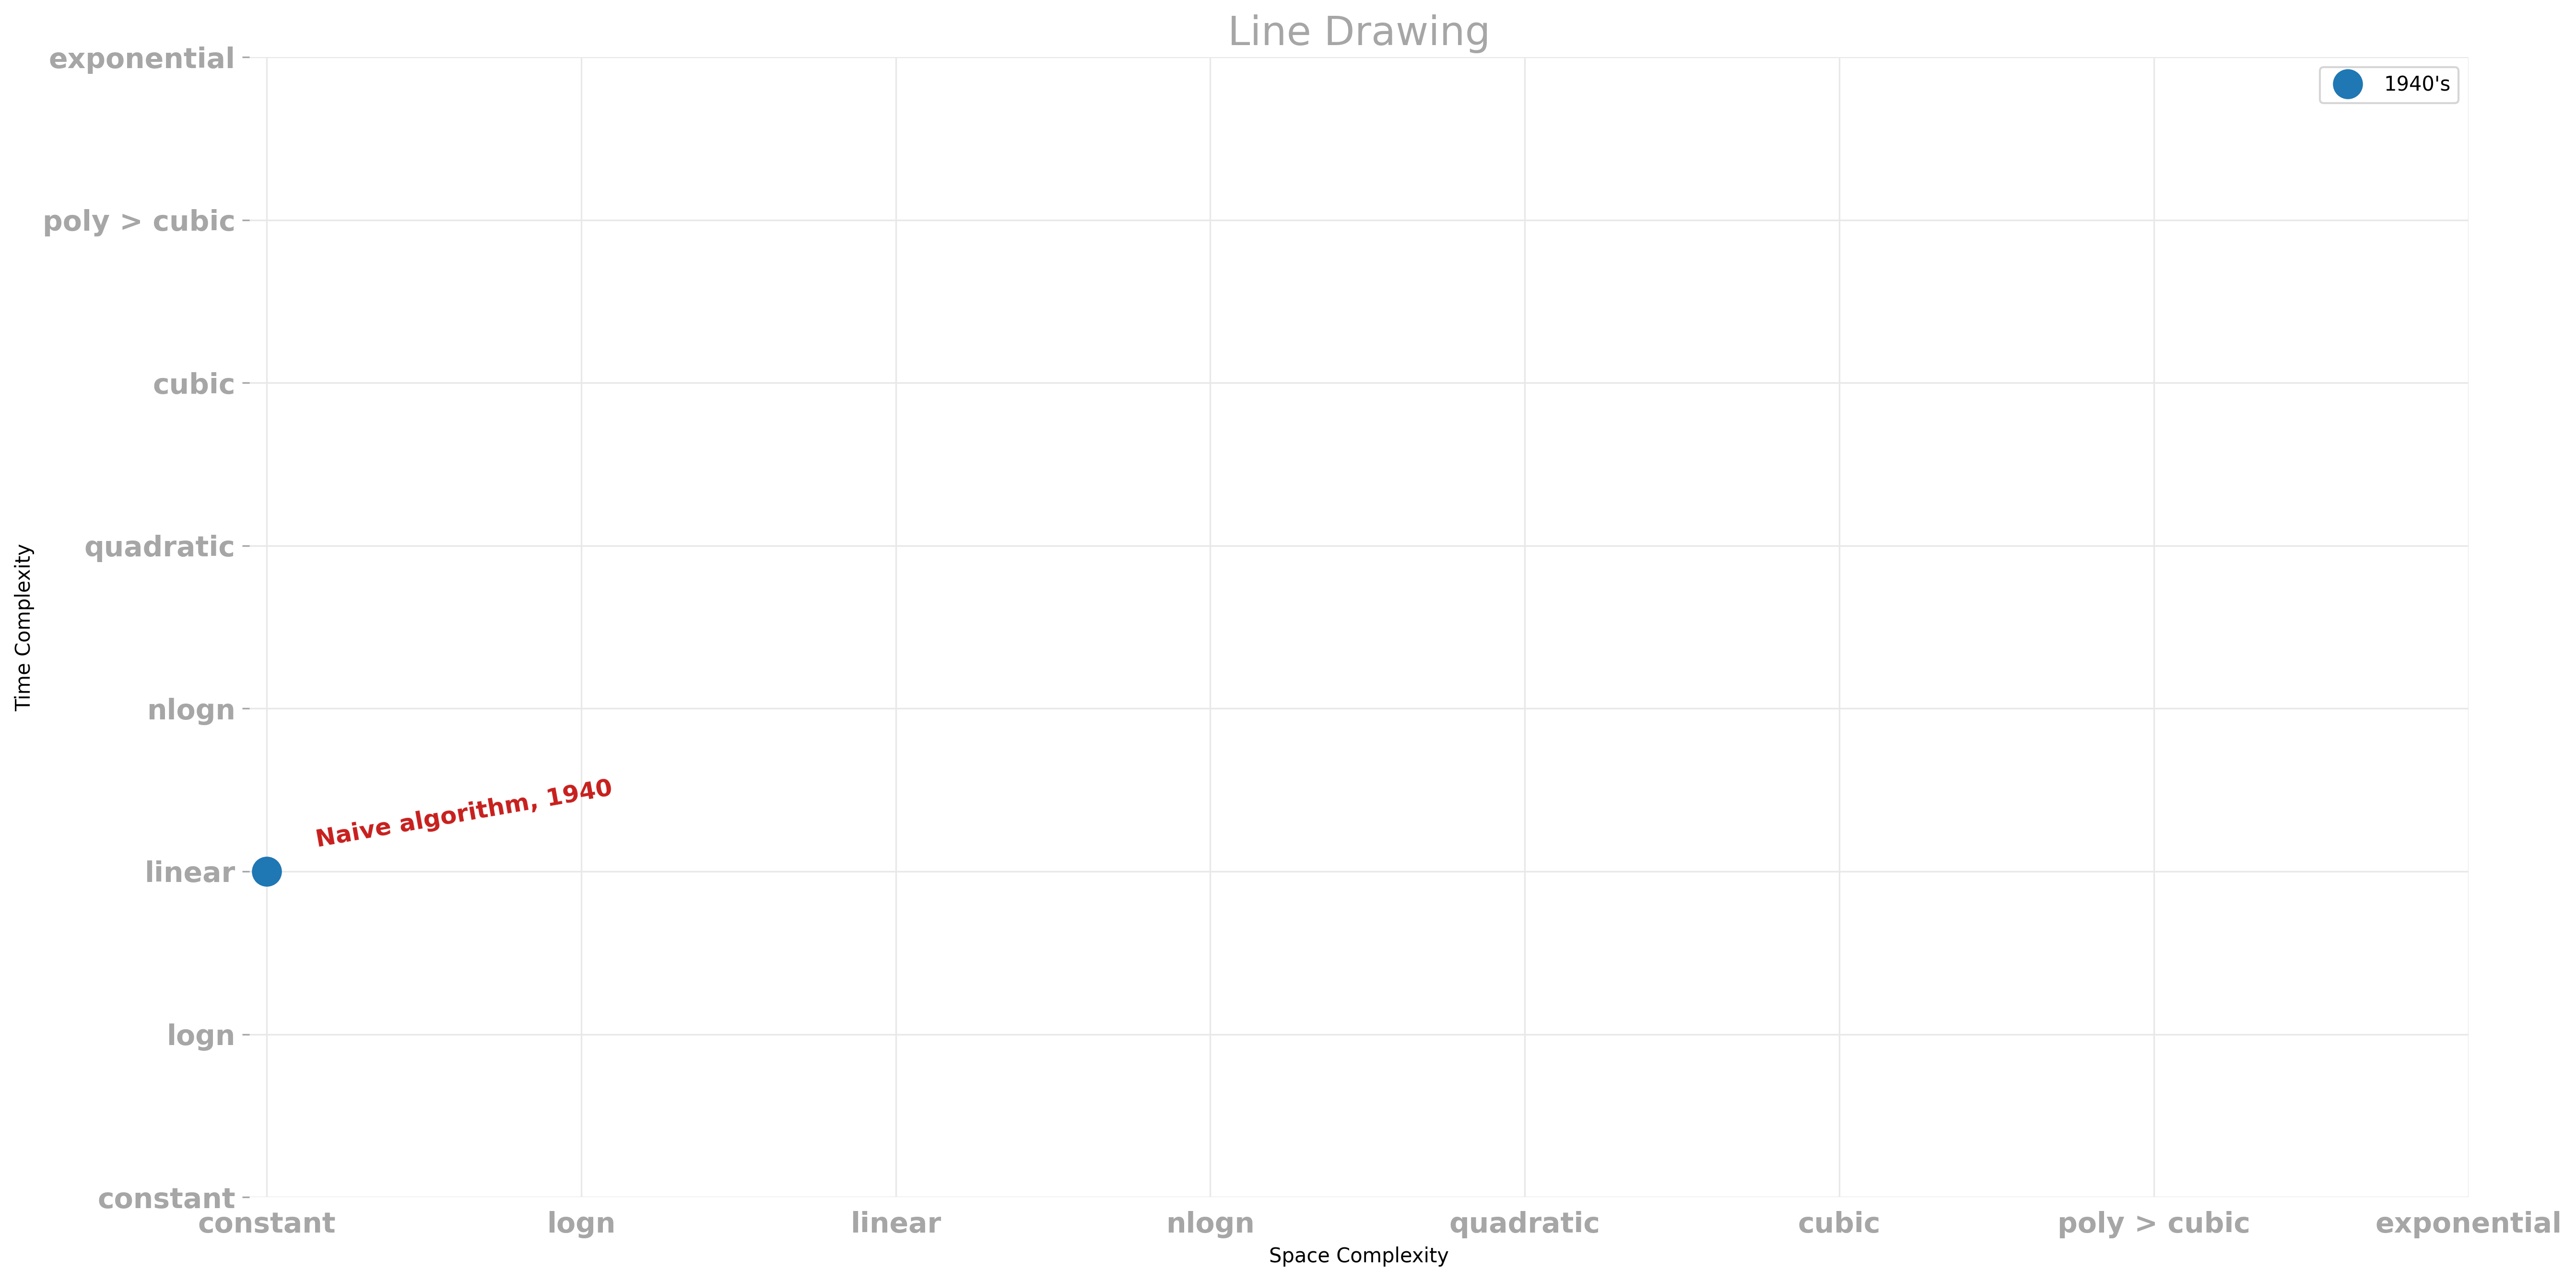 Line Drawing
exponential
poly > cubic
cubic
quadratic
nlogn
linear
logn
constant
Time Complexity
1940's
Naive algorithm, 1940
constant
logn
linear
nlogn
quadratic
cubic
poly > cubic
exponential
Space Complexity